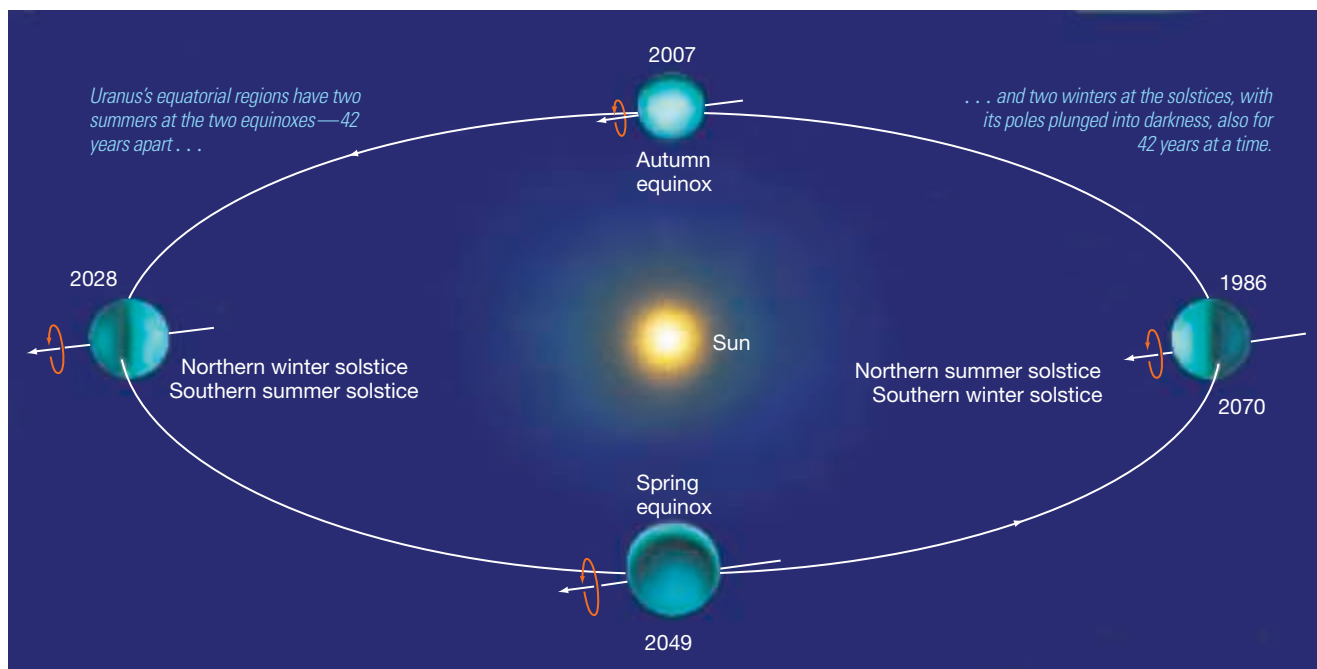 2007
Uranus's equatorial regions have two
summers at the two equinoxes—42
years apart . . .
. . . and two winters at the solstices, with
its poles plunged into darkness, also for
42 years at a time.
Autumn
equinox
2028
1986
Sun
Northern winter solstice
Southern summer solstice
Northern summer solstice
Southern winter solstice
2070
Spring
equinox
2049